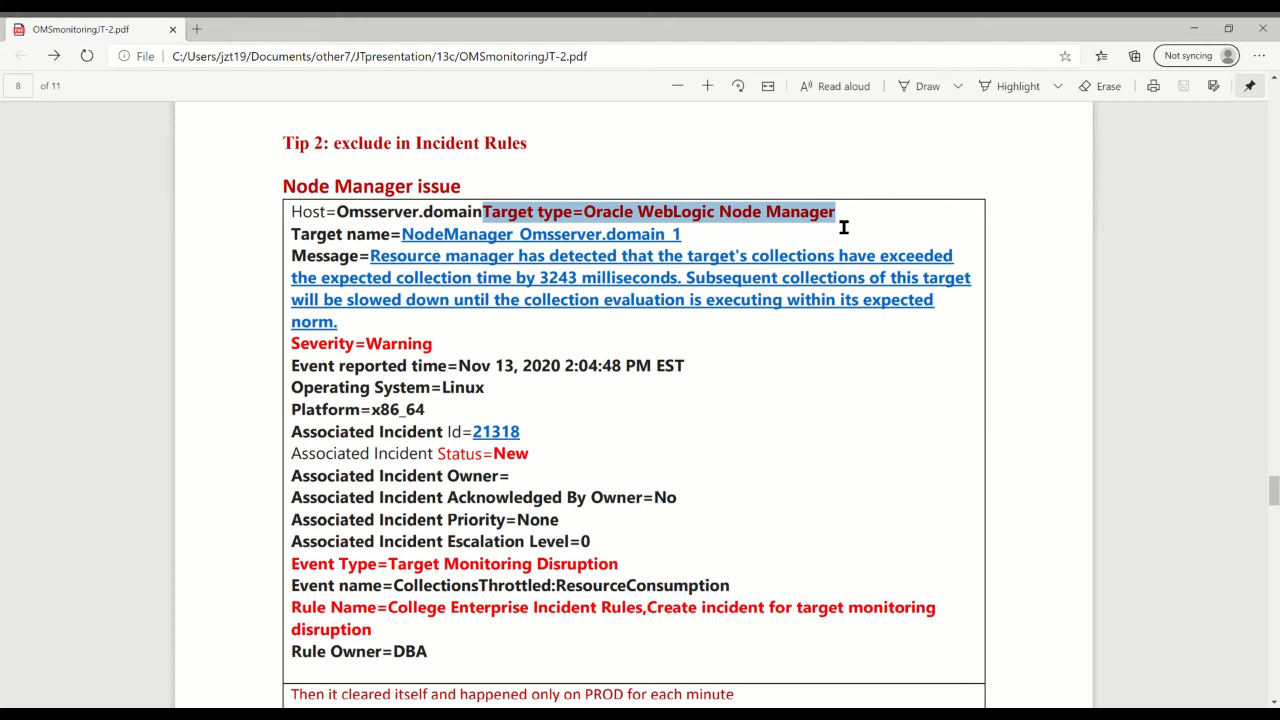 OMSmonitoringJT-2.pdf
File C:/Users/jzt19/Documents/other7/JTpresentation/13c/OMSmonitoringJT-2.pdf Not syncing
8 of 11 Read aloud Draw Highlight Erase
Tip 2: exclude in Incident Rules
Node Manager issue
Host=Omsserver.domainTarget type=Oracle WebLogic Node Manager
Target name=NodeManager_Omsserver.domain_1
Message=Resource manager has detected that the target's collections have exceeded
the expected collection time by 3243 milliseconds. Subsequent collections of this target
will be slowed down until the collection evaluation is executing within its expected
norm.
Severity=Warning
Event reported time=Nov 13, 2020 2:04:48 PM EST
Operating System=Linux
Platform=x86_64
Associated Incident Id=21318
Associated Incident Status=New
Associated Incident Owner=
Associated Incident Acknowledged By Owner=No
Associated Incident Priority=None
Associated Incident Escalation Level=0
Event Type=Target Monitoring Disruption
Event name=CollectionsThrottled:ResourceConsumption
Rule Name=College Enterprise Incident Rules,Create incident for target monitoring
disruption
Rule Owner=DBA
Then it cleared itself and happened only on PROD for each minute